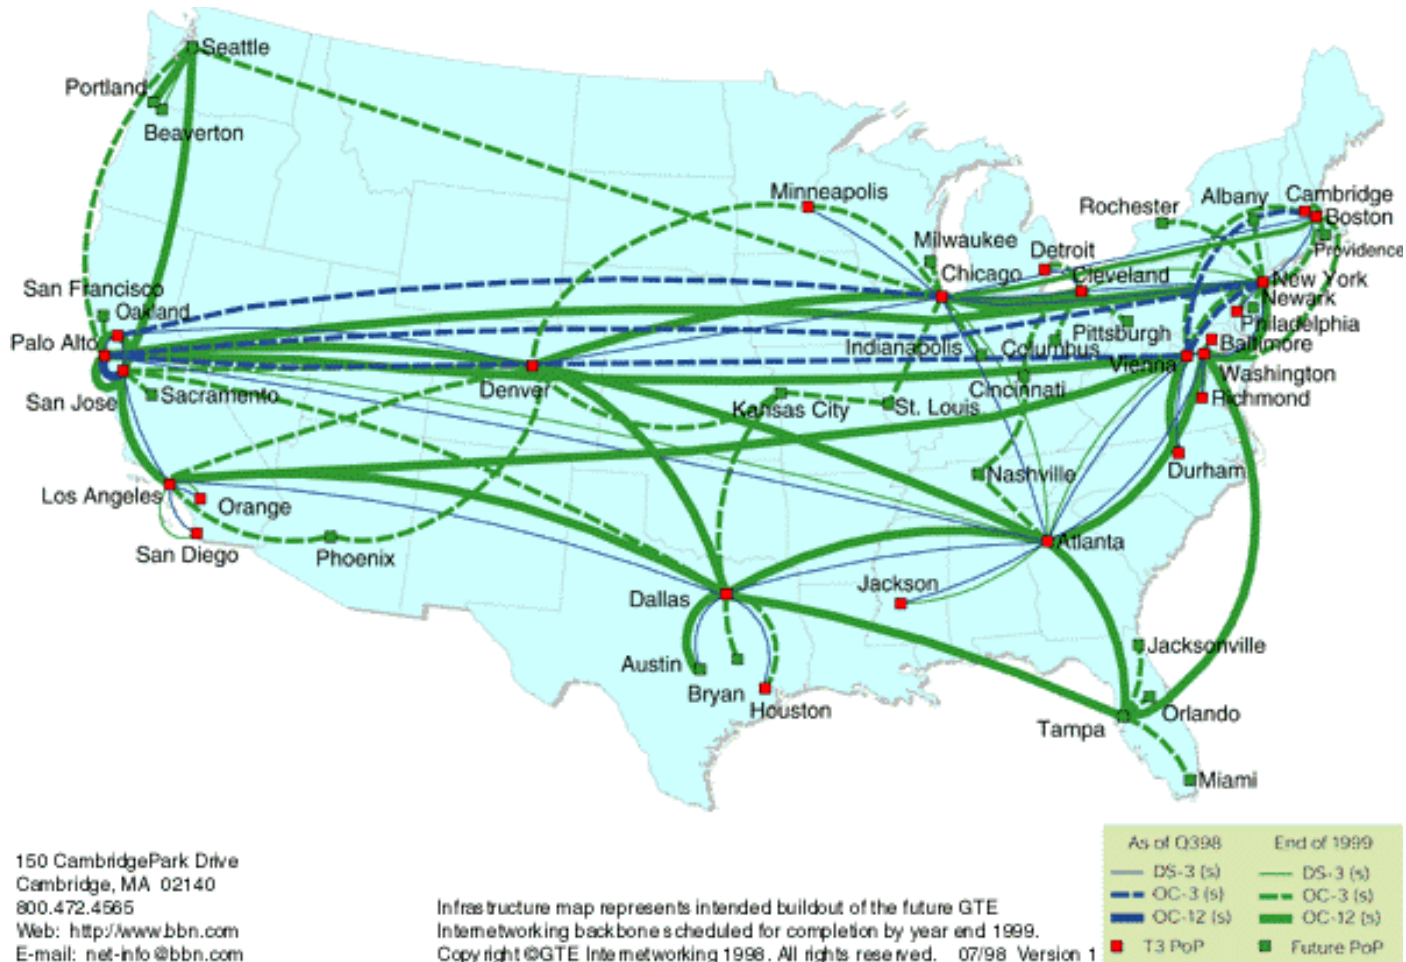 Seattle
Portland
Beaverton
Minneapolis
Rochester
Albany
Cambridge
Boston
Providence
Milwaukee
Detroit
Chicago
Cleveland
New York
Newark
Philadelphia
San Francisco
Oakland
Palo Alto
Indianapolis
Columbus
Pittsburgh
Vienna
Baltimore
Washington
Denver
Cincinnati
San Jose
Sacramento
Kansas City
St. Louis
Richmond
Nashville
Durham
Los Angeles
Orange
San Diego
Phoenix
Atlanta
Jackson
Dallas
Austin
Bryan
Houston
Jacksonville
Orlando
Tampa
Miami
150 CambridgePark Drive
Cambridge, MA 02140
800.472.4565
Web: http://www.bbn.com
E-mail: net-info@bbn.com
Infrastructure map represents intended buildout of the future GTE
Internetworking backbone scheduled for completion by year end 1999.
Copyright ©GTE Internetworking 1998. All rights reserved. 07/98 Version 1
As of Q398 End of 1999
DS-3 (s) DS-3 (s)
OC-3 (s) OC-3 (s)
OC-12 (s) OC-12 (s)
T3 PoP Future PoP